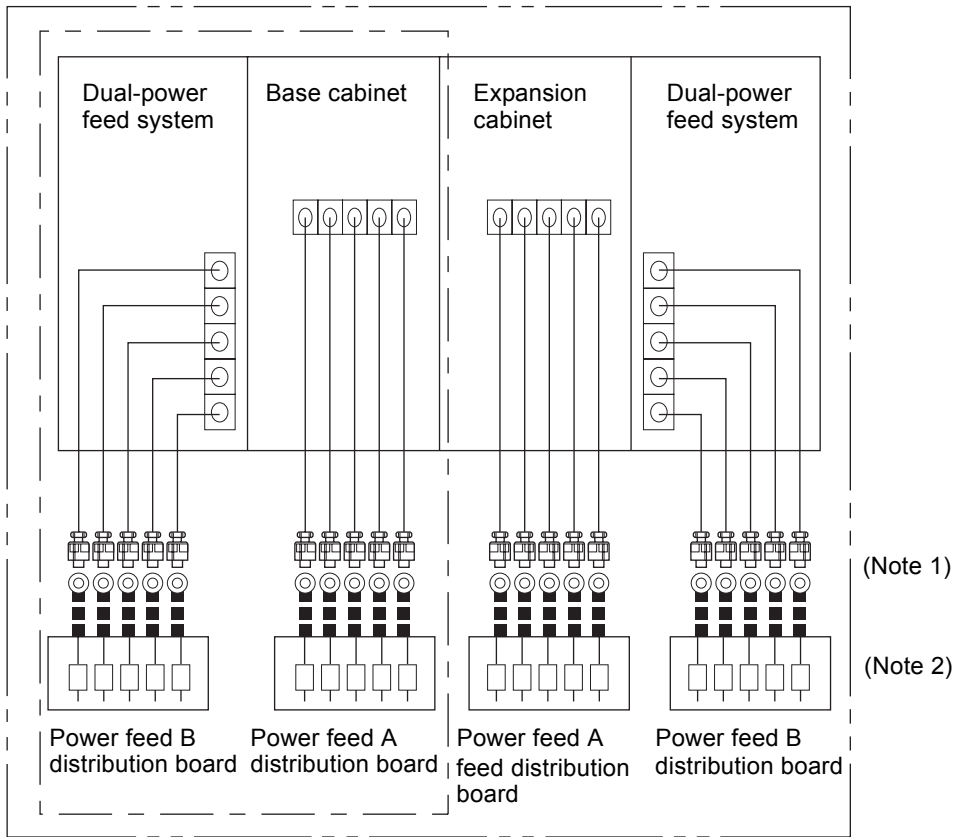 Dual-power
feed system
Base cabinet
Expansion
cabinet
Dual-power
feed system
(Note 1)
(Note 2)
Power feed B
distribution board
Power feed A
distribution board
Power feed A
feed distribution
board
Power feed B
distribution board